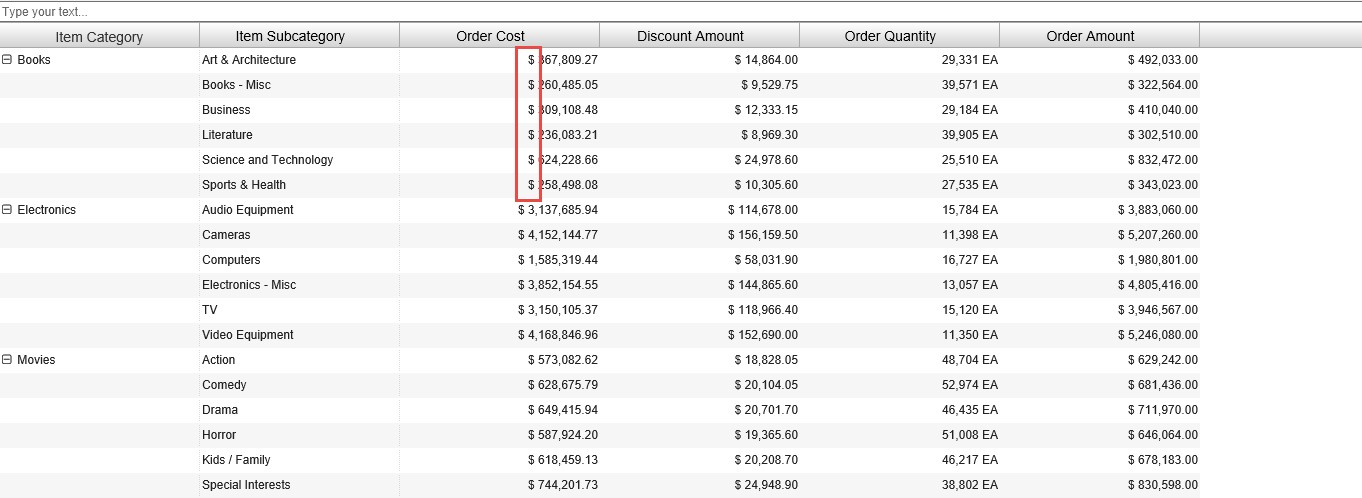 Type your text...
Item Category Item Subcategory Order Cost Discount Amount Order Quantity Order Amount
Books Art & Architecture $ 367,809.27 $ 14,864.00 29,331 EA $ 492,033.00
Books - Misc $ 260,485.05 $ 9,529.75 39,571 EA $ 322,564.00
Business $ 309,108.48 $ 12,333.15 29,184 EA $ 410,040.00
Literature $ 236,083.21 $ 8,969.30 39,905 EA $ 302,510.00
Science and Technology $ 624,228.66 $ 24,978.60 25,510 EA $ 832,472.00
Sports & Health $ 258,498.08 $ 10,305.60 27,535 EA $ 343,023.00
Electronics Audio Equipment $ 3,137,685.94 $ 114,678.00 15,784 EA $ 3,883,060.00
Cameras $ 4,152,144.77 $ 156,159.50 11,398 EA $ 5,207,260.00
Computers $ 1,585,319.44 $ 58,031.90 16,727 EA $ 1,980,801.00
Electronics - Misc $ 3,852,154.55 $ 144,865.60 13,057 EA $ 4,805,416.00
TV $ 3,150,105.37 $ 118,966.40 15,120 EA $ 3,946,567.00
Video Equipment $ 4,168,846.96 $ 152,690.00 11,350 EA $ 5,246,080.00
Movies Action $ 573,082.62 $ 18,828.05 48,704 EA $ 629,242.00
Comedy $ 628,675.79 $ 20,104.05 52,974 EA $ 681,436.00
Drama $ 649,415.94 $ 20,701.70 46,435 EA $ 711,970.00
Horror $ 587,924.20 $ 19,365.60 51,008 EA $ 646,064.00
Kids / Family $ 618,459.13 $ 20,208.70 46,217 EA $ 678,183.00
Special Interests $ 744,201.73 $ 24,948.90 38,802 EA $ 830,598.00